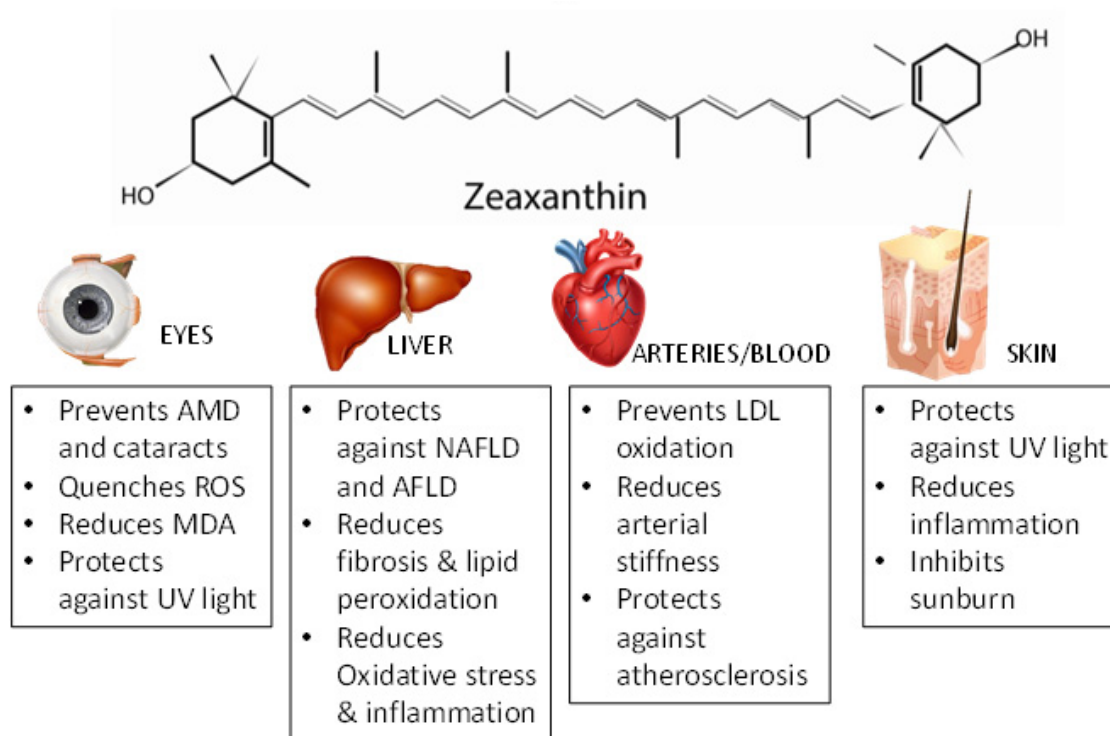 OH
HO
Zeaxanthin
EYES
LIVER
ARTERIES/BLOOD
SKIN
• Prevents AMD
and cataracts
• Quenches ROS
• Reduces MDA
• Protects
against UV light
• Protects
against NAFLD
and AFLD
• Reduces
fibrosis & lipid
peroxidation
• Reduces
Oxidative stress
& inflammation
• Prevents LDL
oxidation
• Reduces
arterial
stiffness
• Protects
against
atherosclerosis
• Protects
against UV light
• Reduces
inflammation
• Inhibits
sunburn